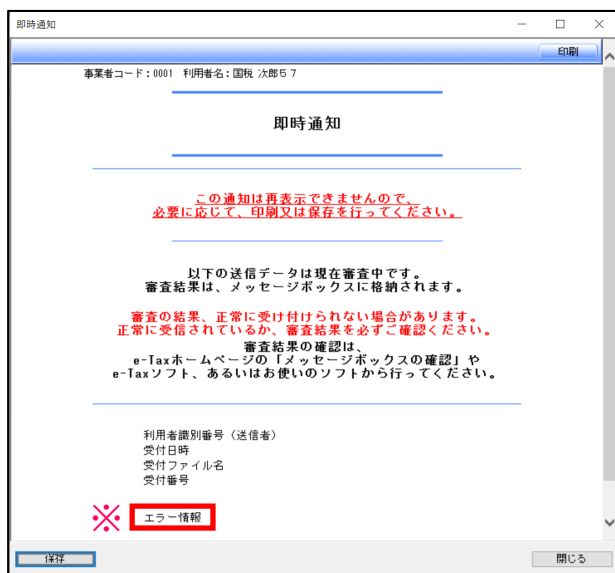 即時通知
印刷
事業者コード：0001 利用者名：国税 次郎５７
即時通知
この通知は再表示できませんので、
必要に応じて、印刷又は保存を行ってください。
以下の送信データは現在審査中です。
審査結果は、メッセージボックスに格納されます。
審査の結果、正常に受け付けられない場合があります。
正常に受信されているか、審査結果を必ずご確認ください。
審査結果の確認は、
e-Taxホームページの「メッセージボックスの確認」や
e-Taxソフト、あるいはお使いのソフトから行ってください。
利用者識別番号（送信者）
受付日時
受付ファイル名
受付番号
※ エラー情報
保存
閉じる